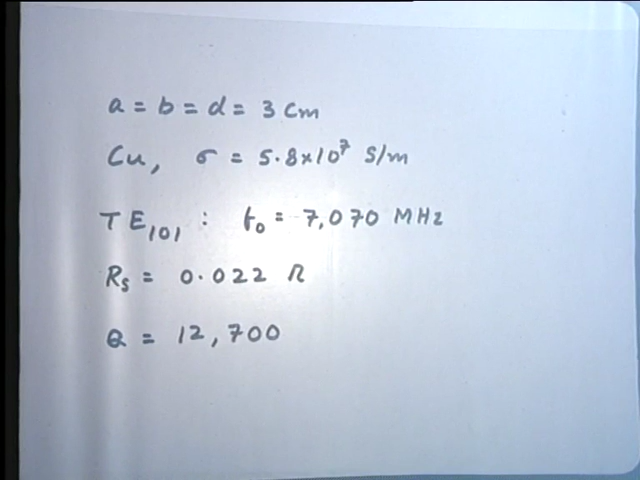 a = b = d = 3 cm
Cu, σ = 5.8×10⁷ S/m
TE₁₀₁ : f₀ = 7,070 MHz
Rₛ = 0.022 Ω
Q = 12,700